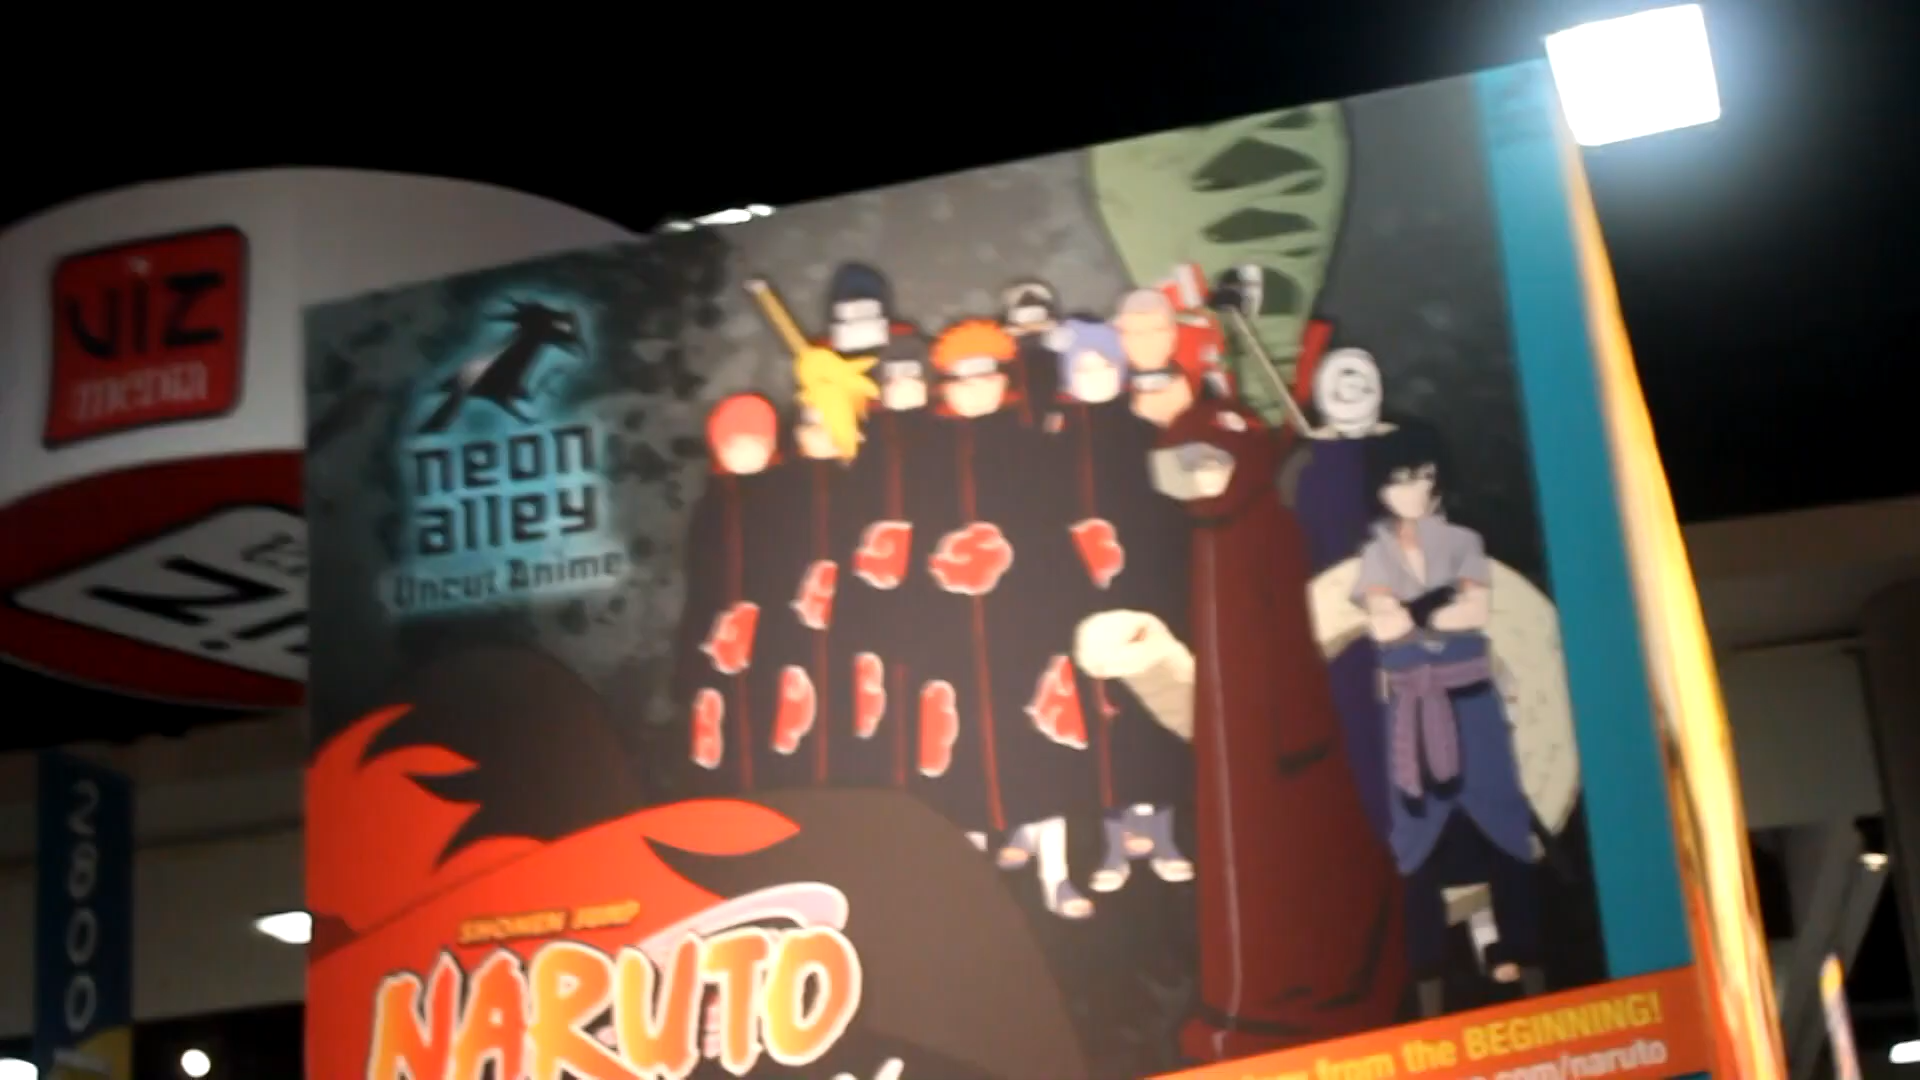 viz
media
neon
alley
Uncut Anime
2800
SHONEN JUMP
NARUTO
from the BEGINNING!
.com/naruto